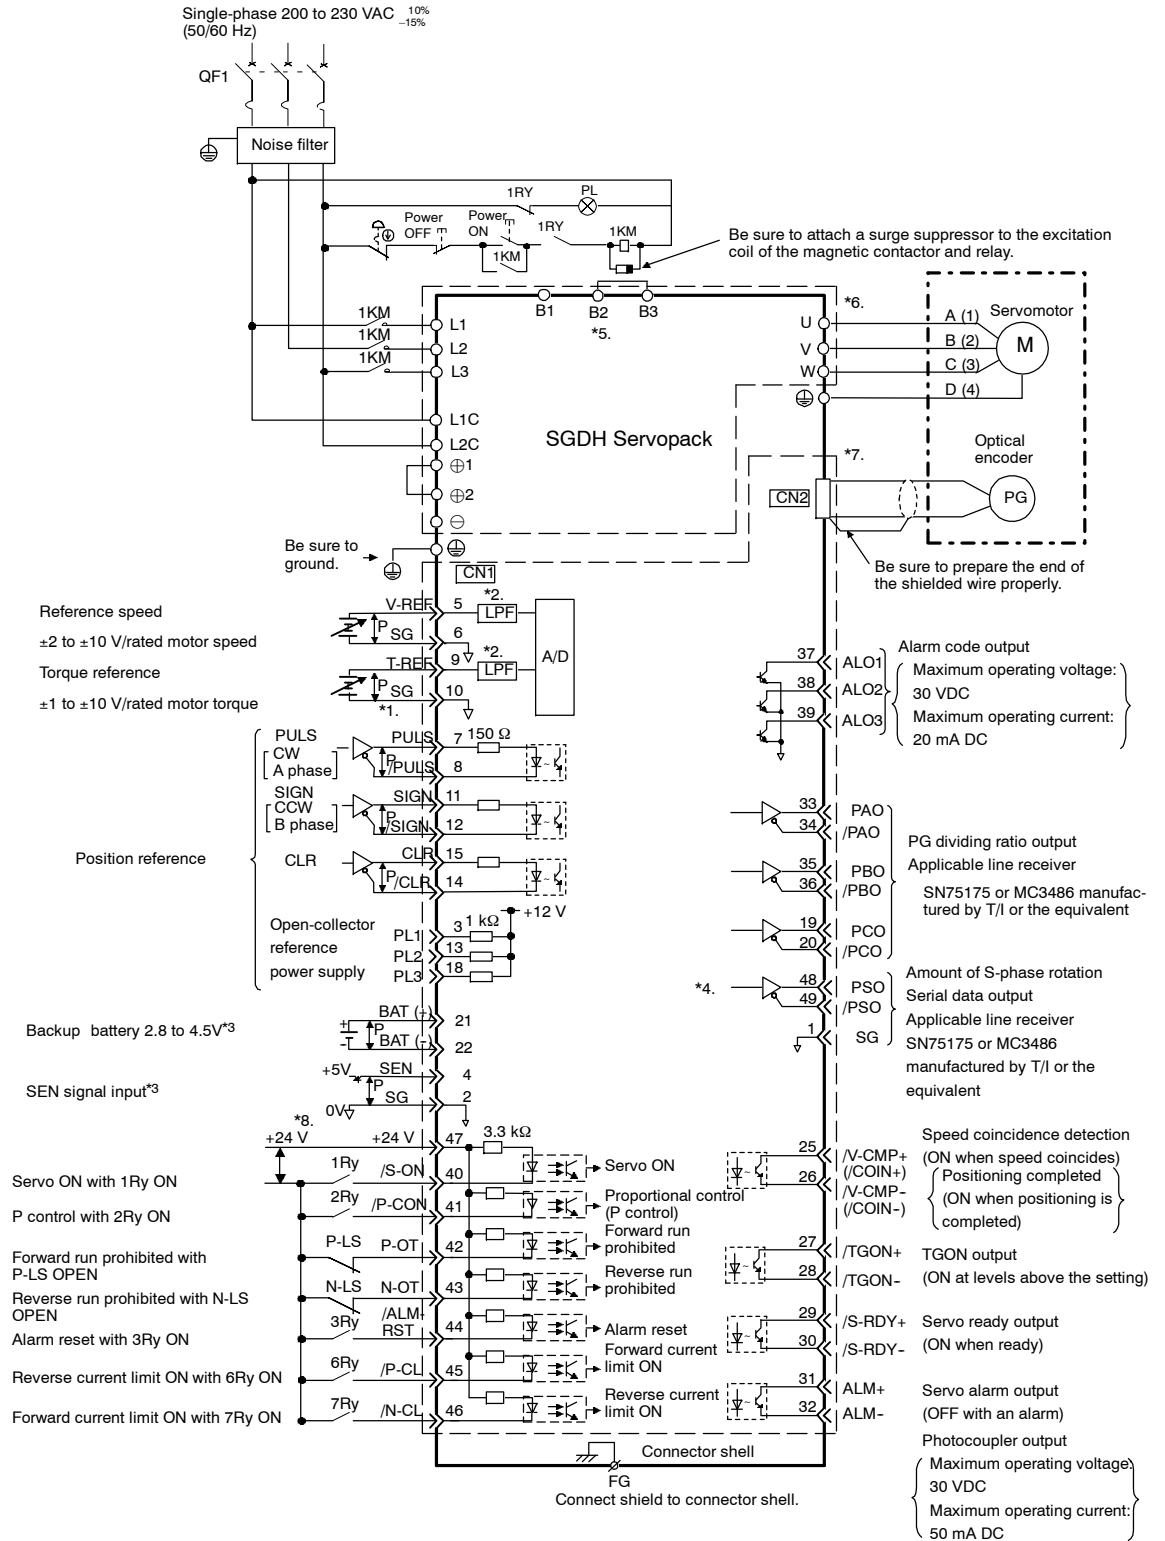 Single-phase 200 to 230 VAC 10% −15%
(50/60 Hz)
QF1
Noise filter
1RY
PL
Power OFF
Power ON
1KM
1RY
1KM
Be sure to attach a surge suppressor to the excitation
coil of the magnetic contactor and relay.
B1
B2
B3
*5.
*6.
1KM
L1
1KM
L2
1KM
L3
L1C
L2C
⊕1
⊕2
⊖
SGDH Servopack
U
V
W
A (1)
B (2)
C (3)
D (4)
Servomotor
M
*7.
Optical
encoder
CN2
PG
Be sure to prepare the end of
the shielded wire properly.
Be sure to
ground.
CN1
Reference speed
±2 to ±10 V/rated motor speed
Torque reference
±1 to ±10 V/rated motor torque
V-REF
5
*2.
LPF
P
SG
6
T-REF
9
*2.
LPF
P
SG
10
*1.
A/D
37
ALO1
38
ALO2
39
ALO3
Alarm code output
Maximum operating voltage:
30 VDC
Maximum operating current:
20 mA DC
Position reference
PULS
CW
A phase
PULS
7
150 Ω
P
/PULS
8
SIGN
CCW
B phase
SIGN
11
P
/SIGN
12
CLR
CLR
15
P
/CLR
14
Open-collector
reference
power supply
+12 V
PL1
3
1 kΩ
PL2
13
PL3
18
33
PAO
34
/PAO
35
PBO
36
/PBO
19
PCO
20
/PCO
PG dividing ratio output
Applicable line receiver
SN75175 or MC3486 manufac-
tured by T/I or the equivalent
*4.
48
PSO
49
/PSO
1
SG
Amount of S-phase rotation
Serial data output
Applicable line receiver
SN75175 or MC3486
manufactured by T/I or the
equivalent
Backup battery 2.8 to 4.5V*3
+
-
P
BAT (+)
21
BAT (-)
22
SEN signal input*3
+5V
SEN
4
P
0V
SG
2
*8.
+24 V
+24 V
47
3.3 kΩ
Servo ON with 1Ry ON
1Ry
/S-ON
40
Servo ON
P control with 2Ry ON
2Ry
/P-CON
41
Proportional control
(P control)
Forward run prohibited with
P-LS OPEN
P-LS
P-OT
42
Forward run
prohibited
Reverse run prohibited with N-LS
OPEN
N-LS
N-OT
43
Reverse run
prohibited
Alarm reset with 3Ry ON
3Ry
/ALM-
RST
44
Alarm reset
Reverse current limit ON with 6Ry ON
6Ry
/P-CL
45
Forward current
limit ON
Forward current limit ON with 7Ry ON
7Ry
/N-CL
46
Reverse current
limit ON
25
/V-CMP+
(/COIN+)
26
/V-CMP-
(/COIN-)
Speed coincidence detection
(ON when speed coincides)
Positioning completed
(ON when positioning is
completed)
27
/TGON+
28
/TGON-
TGON output
(ON at levels above the setting)
29
/S-RDY+
30
/S-RDY-
Servo ready output
(ON when ready)
31
ALM+
32
ALM-
Servo alarm output
(OFF with an alarm)
Photocoupler output
Maximum operating voltage:
30 VDC
Maximum operating current:
50 mA DC
Connector shell
FG
Connect shield to connector shell.